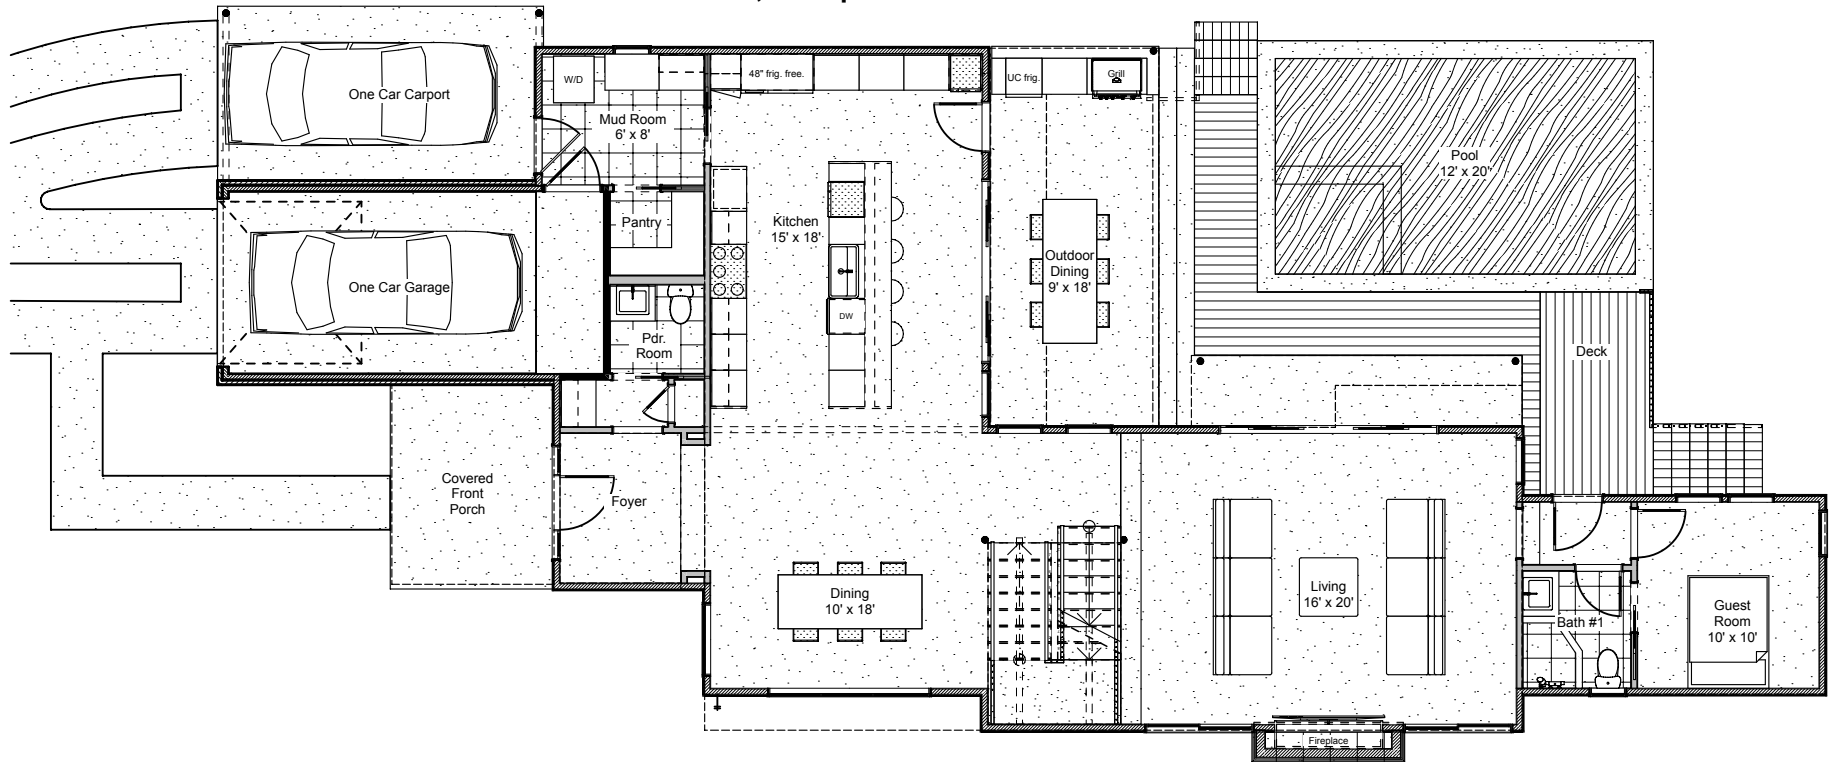 One Car Carport
W/D
Mud Room
6' x 8'
48" frig. free.
UC frig.
Grill
Pool
12' x 20'
Pantry
Kitchen
15' x 18'
Outdoor
Dining
9' x 18'
One Car Garage
DW
Pdr.
Room
Deck
Covered
Front
Porch
Foyer
Dining
10' x 18'
Living
16' x 20'
Bath #1
Guest
Room
10' x 10'
Fireplace